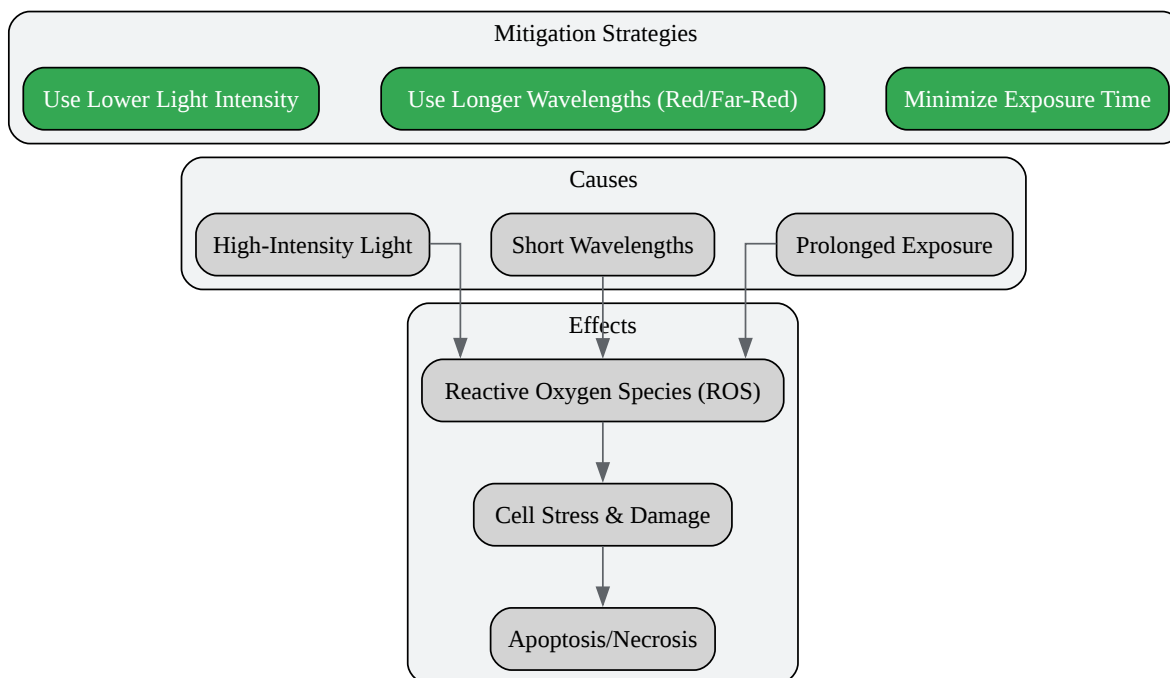 Mitigation Strategies
Use Lower Light Intensity
Use Longer Wavelengths (Red/Far-Red)
Minimize Exposure Time
Causes
High-Intensity Light
Short Wavelengths
Prolonged Exposure
Effects
Reactive Oxygen Species (ROS)
Cell Stress & Damage
Apoptosis/Necrosis